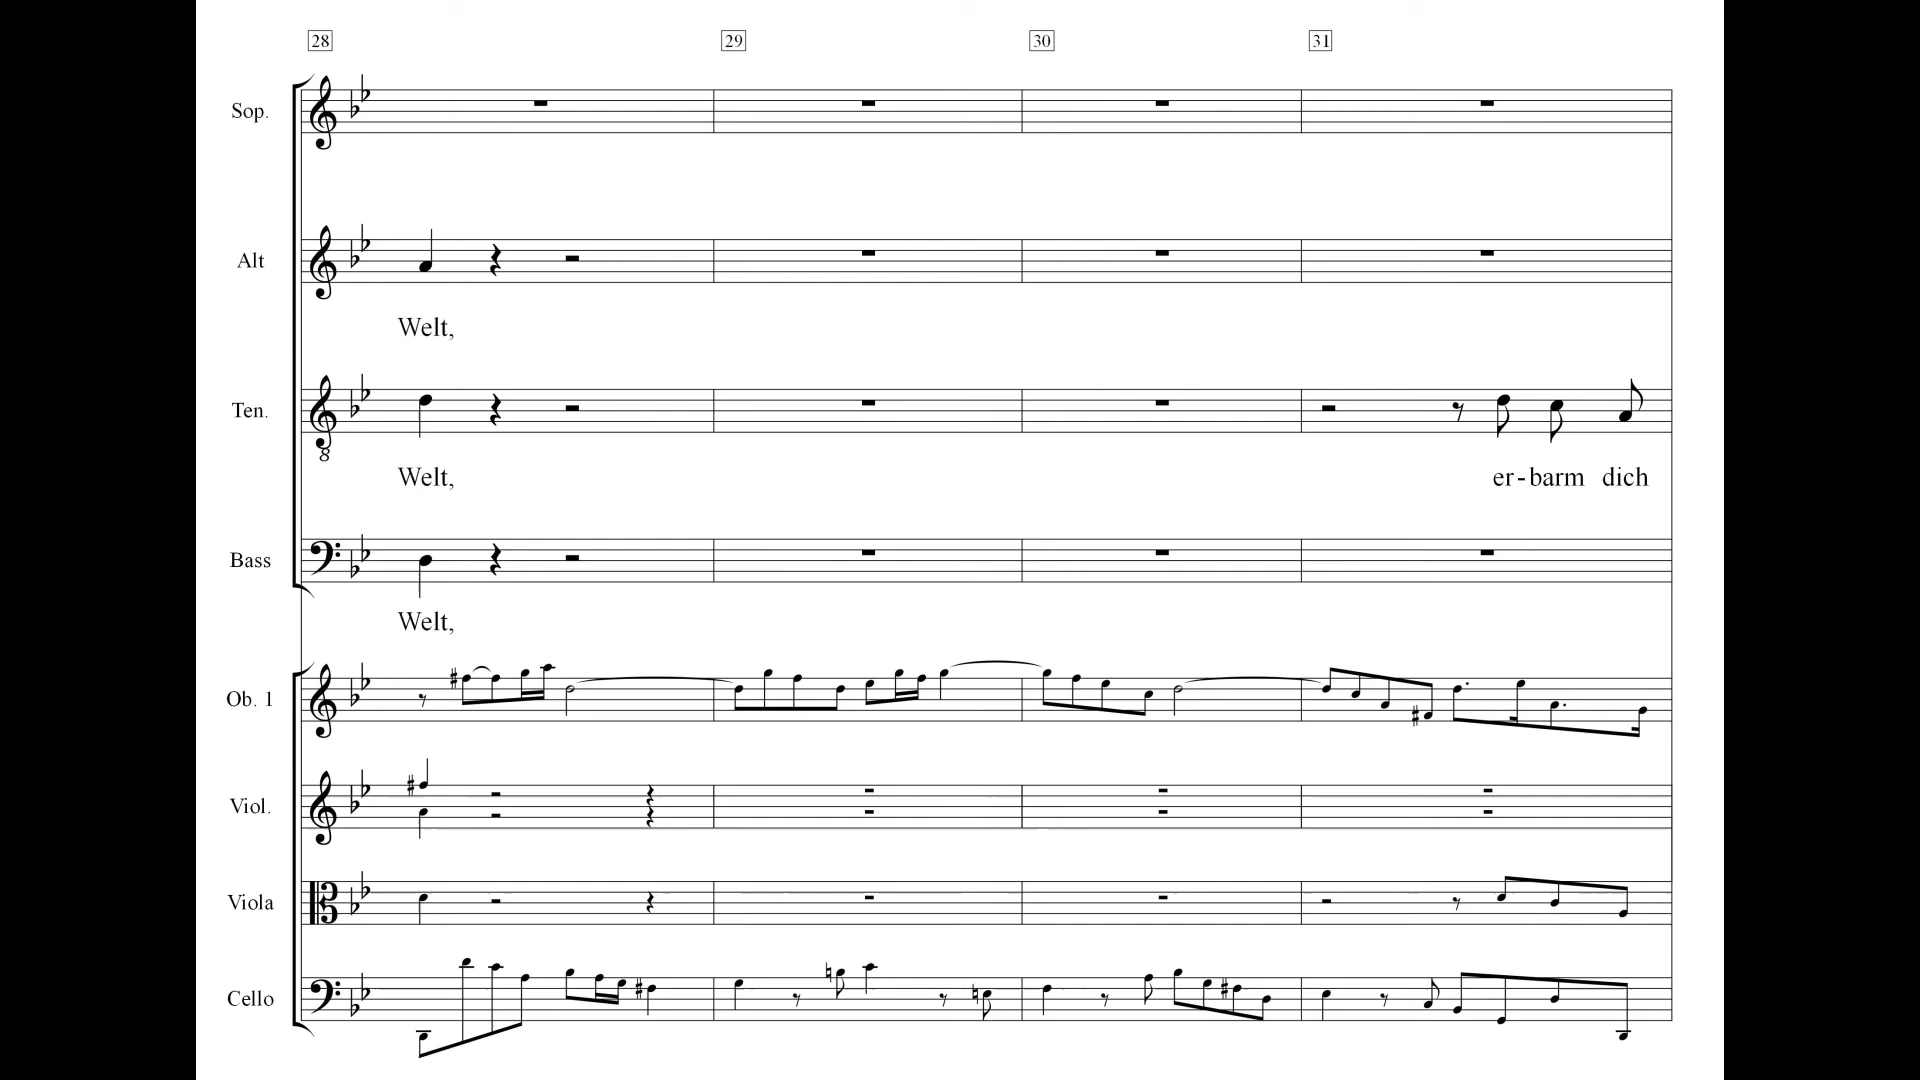 28 29 30 31
Sop.
Alt
Welt,
Ten.
8
Welt, er-barm dich
Bass
Welt,
Ob. 1
Viol.
Viola
Cello